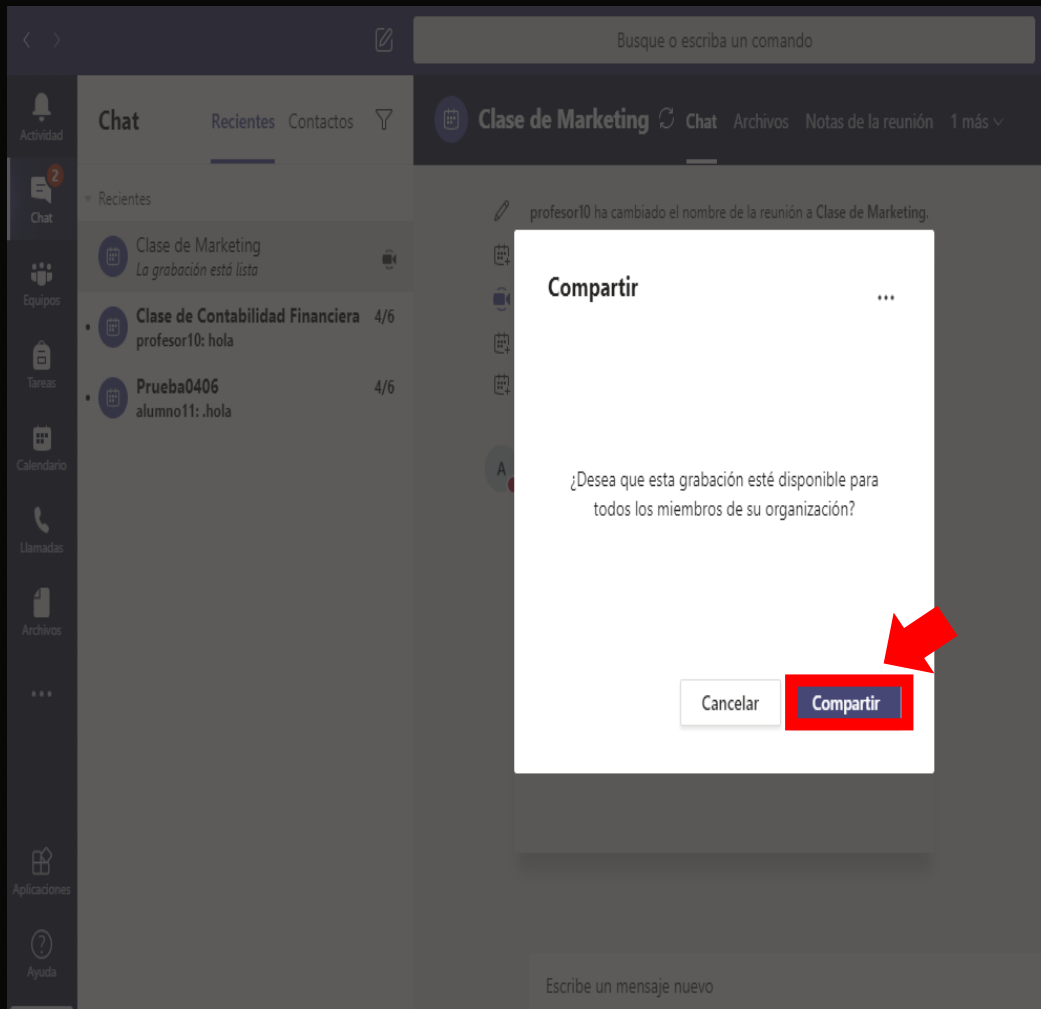 Busque o escriba un comando
Actividad
2
Chat
Equipos
Tareas
Calendario
Llamadas
Archivos
Aplicaciones
Ayuda
Chat Recientes Contactos
Recientes
Clase de Marketing
La grabación está lista
Clase de Contabilidad Financiera 4/6
profesor10: hola
Prueba0406 4/6
alumno11: .hola
Clase de Marketing Chat Archivos Notas de la reunión 1 más
profesor10 ha cambiado el nombre de la reunión a Clase de Marketing.
A
Compartir
¿Desea que esta grabación esté disponible para
todos los miembros de su organización?
Cancelar Compartir
Escribe un mensaje nuevo